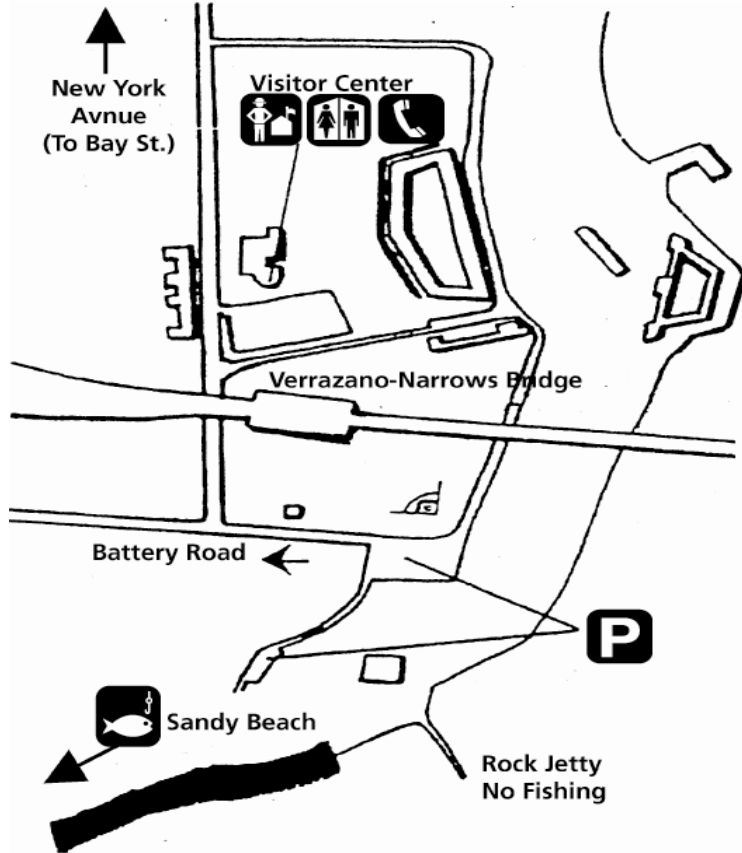 New York
Avnue
(To Bay St.)
Visitor Center
Verrazano-Narrows Bridge
Battery Road
P
Sandy Beach
Rock Jetty
No Fishing